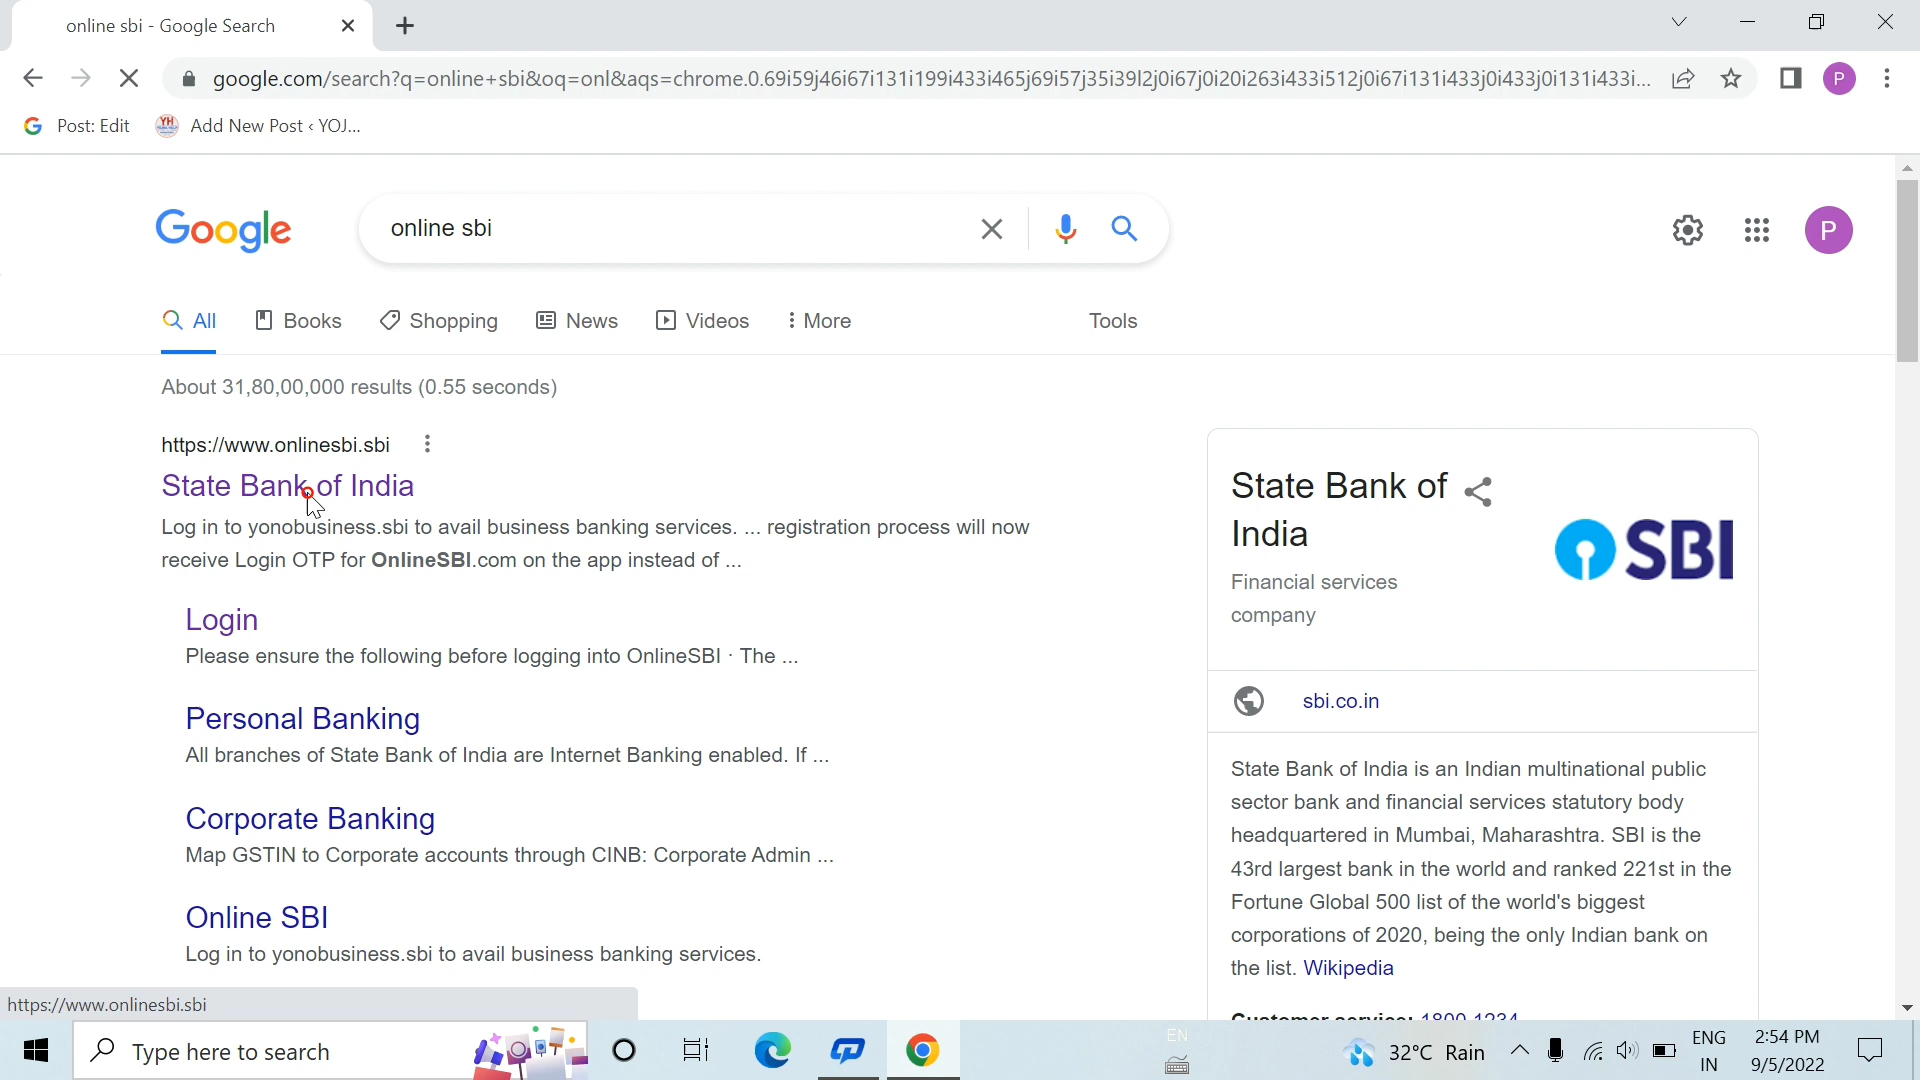 online sbi - Google Search
google.com/search?q=online+sbi&oq=onl&aqs=chrome.0.69i59j46i67i131i199i433i465j69i57j35i39l2j0i67j0i20i263i433i512j0i67i131i433j0i433j0i131i433i...
P
Post: Edit
YH
Add New Post ‹ YOJ...
Google
online sbi
P
All
Books
Shopping
News
Videos
More
Tools
About 31,80,00,000 results (0.55 seconds)
https://www.onlinesbi.sbi
State Bank of India
Log in to yonobusiness.sbi to avail business banking services. ... registration process will now
receive Login OTP for OnlineSBI.com on the app instead of ...
Login
Please ensure the following before logging into OnlineSBI · The ...
Personal Banking
All branches of State Bank of India are Internet Banking enabled. If ...
Corporate Banking
Map GSTIN to Corporate accounts through CINB: Corporate Admin ...
Online SBI
Log in to yonobusiness.sbi to avail business banking services.
State Bank of
India
SBI
Financial services
company
sbi.co.in
State Bank of India is an Indian multinational public
sector bank and financial services statutory body
headquartered in Mumbai, Maharashtra. SBI is the
43rd largest bank in the world and ranked 221st in the
Fortune Global 500 list of the world's biggest
corporations of 2020, being the only Indian bank on
the list. Wikipedia
Customer service: 1800 1234
https://www.onlinesbi.sbi
Type here to search
EN
32°C Rain
ENG
IN
2:54 PM
9/5/2022